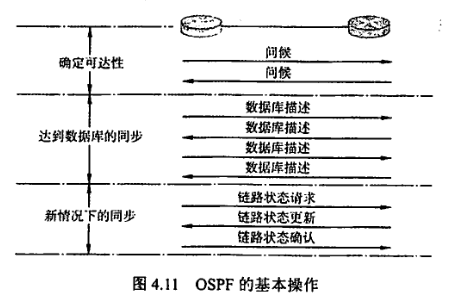 确定可达性
问候
问候
达到数据库的同步
数据库描述
数据库描述
数据库描述
数据库描述
新情况下的同步
链路状态请求
链路状态更新
链路状态确认
图 4.11 OSPF 的基本操作